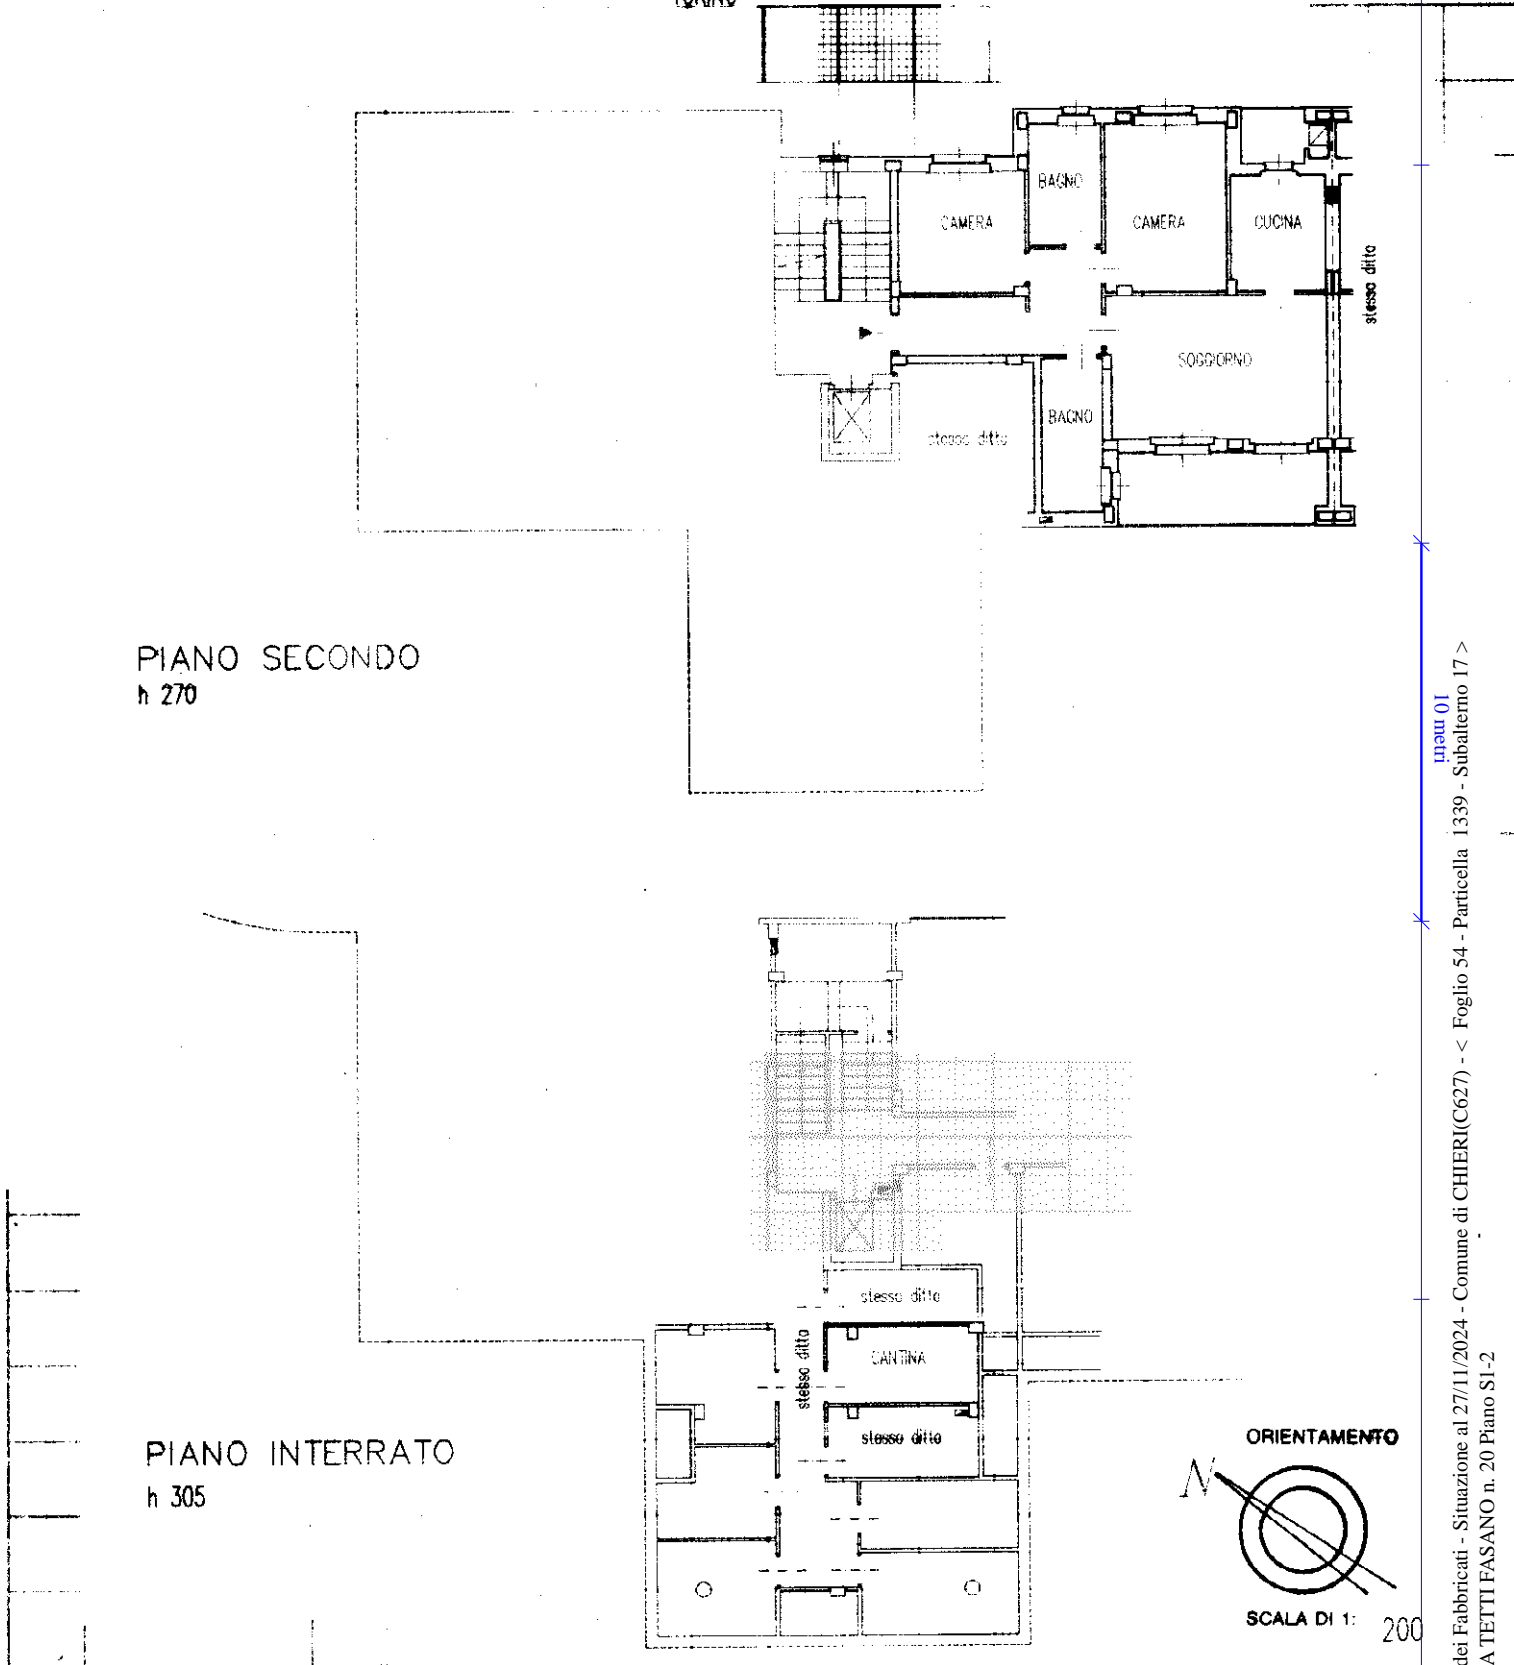 TORINO
BAGNO
CAMERA
CAMERA
CUCINA
stesso ditta
SOGGIORNO
BAGNO
stesso ditta
PIANO SECONDO
h 270
10 metri
dei Fabbricati - Situazione al 27/11/2024 - Comune di CHIERI(C627) - < Foglio 54 - Particella 1339 - Subalterno 17 >
A TETTI FASANO n. 20 Piano S1-2
stesso ditta
stesso ditta
CANTINA
stesso ditta
PIANO INTERRATO
h 305
ORIENTAMENTO
N
SCALA DI 1: 200